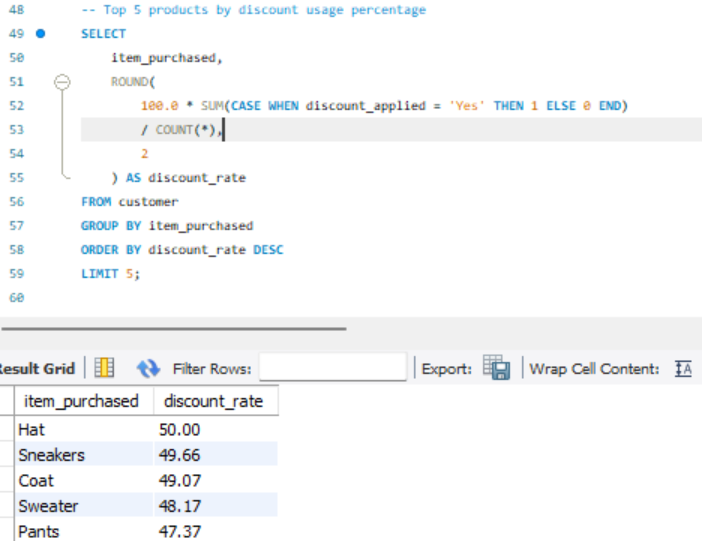 48 -- Top 5 products by discount usage percentage
49 SELECT
50 item_purchased,
51 ROUND(
52 100.0 * SUM(CASE WHEN discount_applied = 'Yes' THEN 1 ELSE 0 END)
53 / COUNT(*),
54 2
55 ) AS discount_rate
56 FROM customer
57 GROUP BY item_purchased
58 ORDER BY discount_rate DESC
59 LIMIT 5;
60
Result Grid Filter Rows: Export: Wrap Cell Content: IA
item_purchased discount_rate
Hat 50.00
Sneakers 49.66
Coat 49.07
Sweater 48.17
Pants 47.37